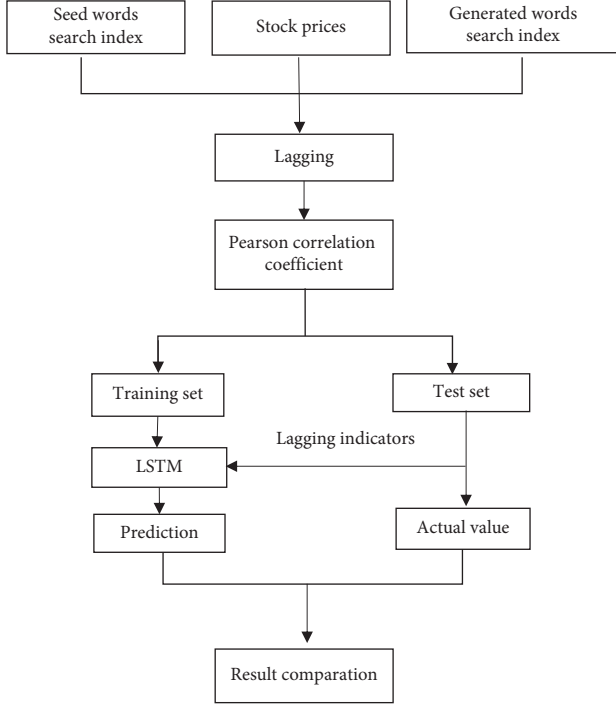 Seed words
search index
Stock prices
Generated words
search index
Lagging
Pearson correlation
coefficient
Training set
Test set
Lagging indicators
LSTM
Prediction
Actual value
Result comparation